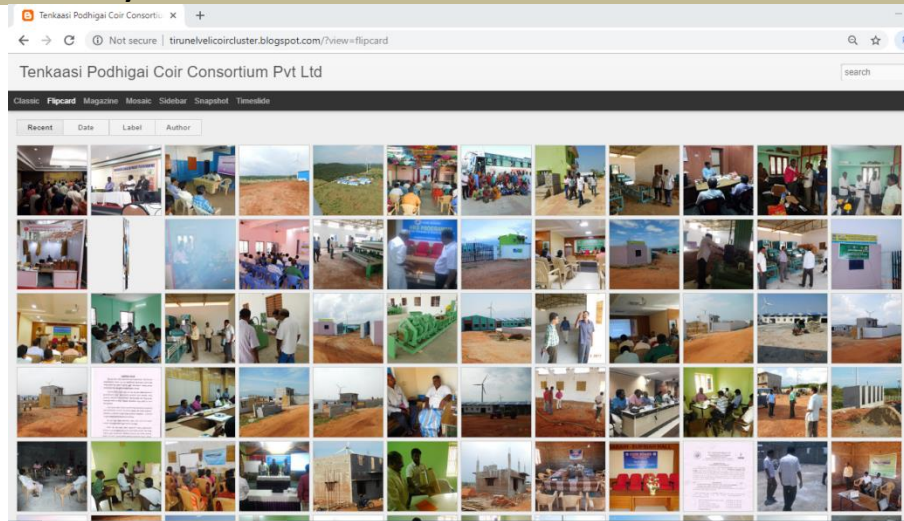 Tenkaasi Podhigai Coir Consortiu
Not secure | tirunelvelicoircluster.blogspot.com/?view=flipcard
Tenkaasi Podhigai Coir Consortium Pvt Ltd
search
Classic Flipcard Magazine Mosaic Sidebar Snapshot Timeslide
Recent Date Label Author